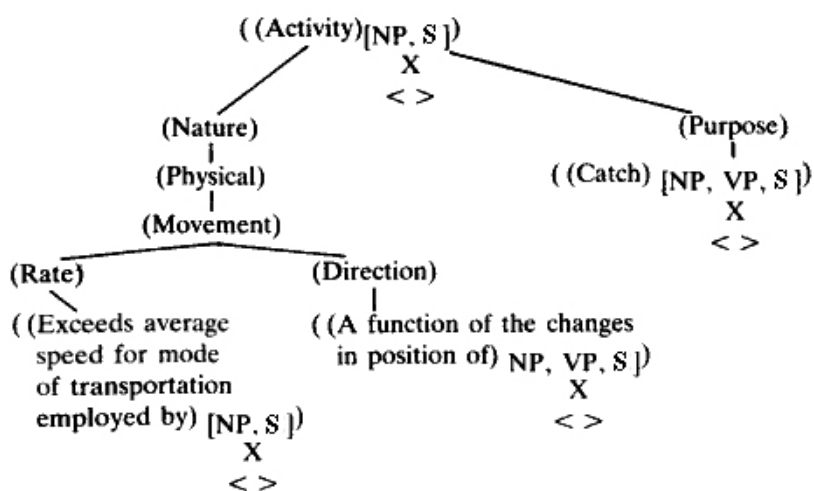 ( (Activity) [NP, S ])
X
< >
(Nature) (Purpose)
(Physical) ( (Catch) [NP, VP, S ])
X
(Movement)
< >
(Rate) (Direction)
( (Exceeds average ( (A function of the changes
speed for mode in position of) NP, VP, S ])
of transportation X
employed by) [NP, S ]) < >
X
< >